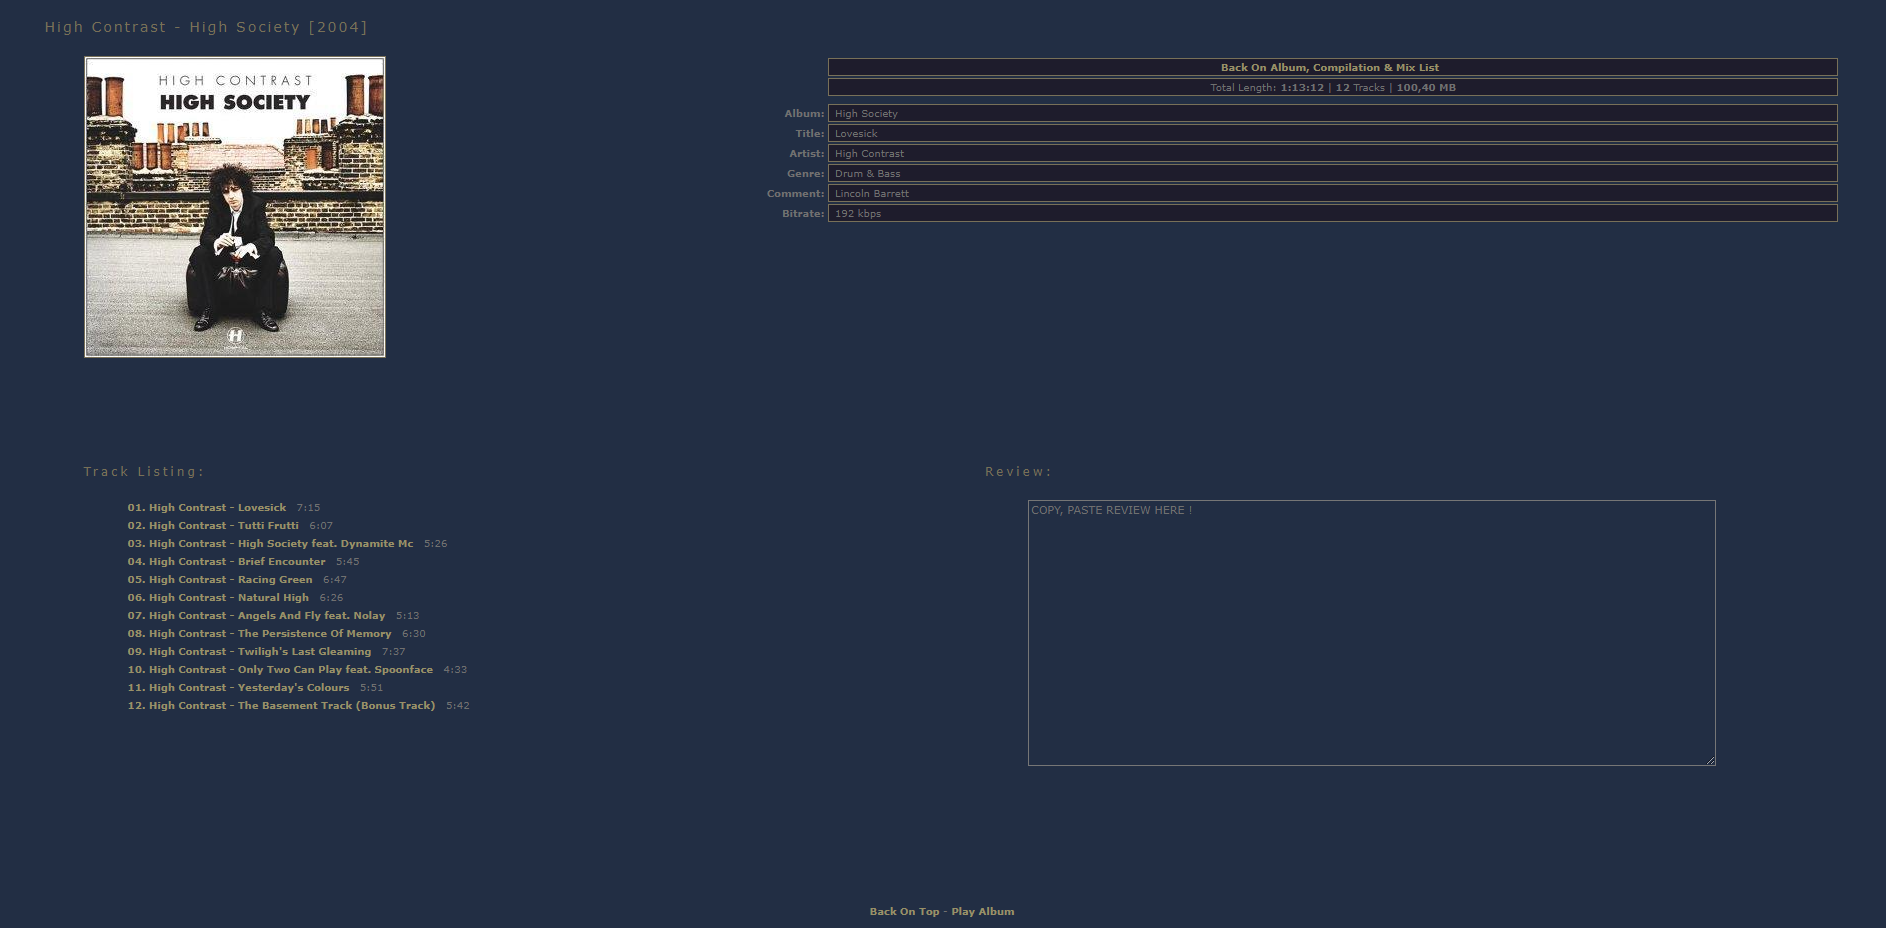 High Contrast - High Society [2004]
HIGH CONTRAST
HIGH SOCIETY
H
Back On Album, Compilation & Mix List
Total Length: 1:13:12 | 12 Tracks | 100,40 MB
Album: High Society
Title: Lovesick
Artist: High Contrast
Genre: Drum & Bass
Comment: Lincoln Barrett
Bitrate: 192 kbps
Track Listing:
01. High Contrast - Lovesick 7:15
02. High Contrast - Tutti Frutti 6:07
03. High Contrast - High Society feat. Dynamite Mc 5:26
04. High Contrast - Brief Encounter 5:45
05. High Contrast - Racing Green 6:47
06. High Contrast - Natural High 6:26
07. High Contrast - Angels And Fly feat. Nolay 5:13
08. High Contrast - The Persistence Of Memory 6:30
09. High Contrast - Twiligh's Last Gleaming 7:37
10. High Contrast - Only Two Can Play feat. Spoonface 4:33
11. High Contrast - Yesterday's Colours 5:51
12. High Contrast - The Basement Track (Bonus Track) 5:42
Review:
COPY, PASTE REVIEW HERE !
Back On Top - Play Album